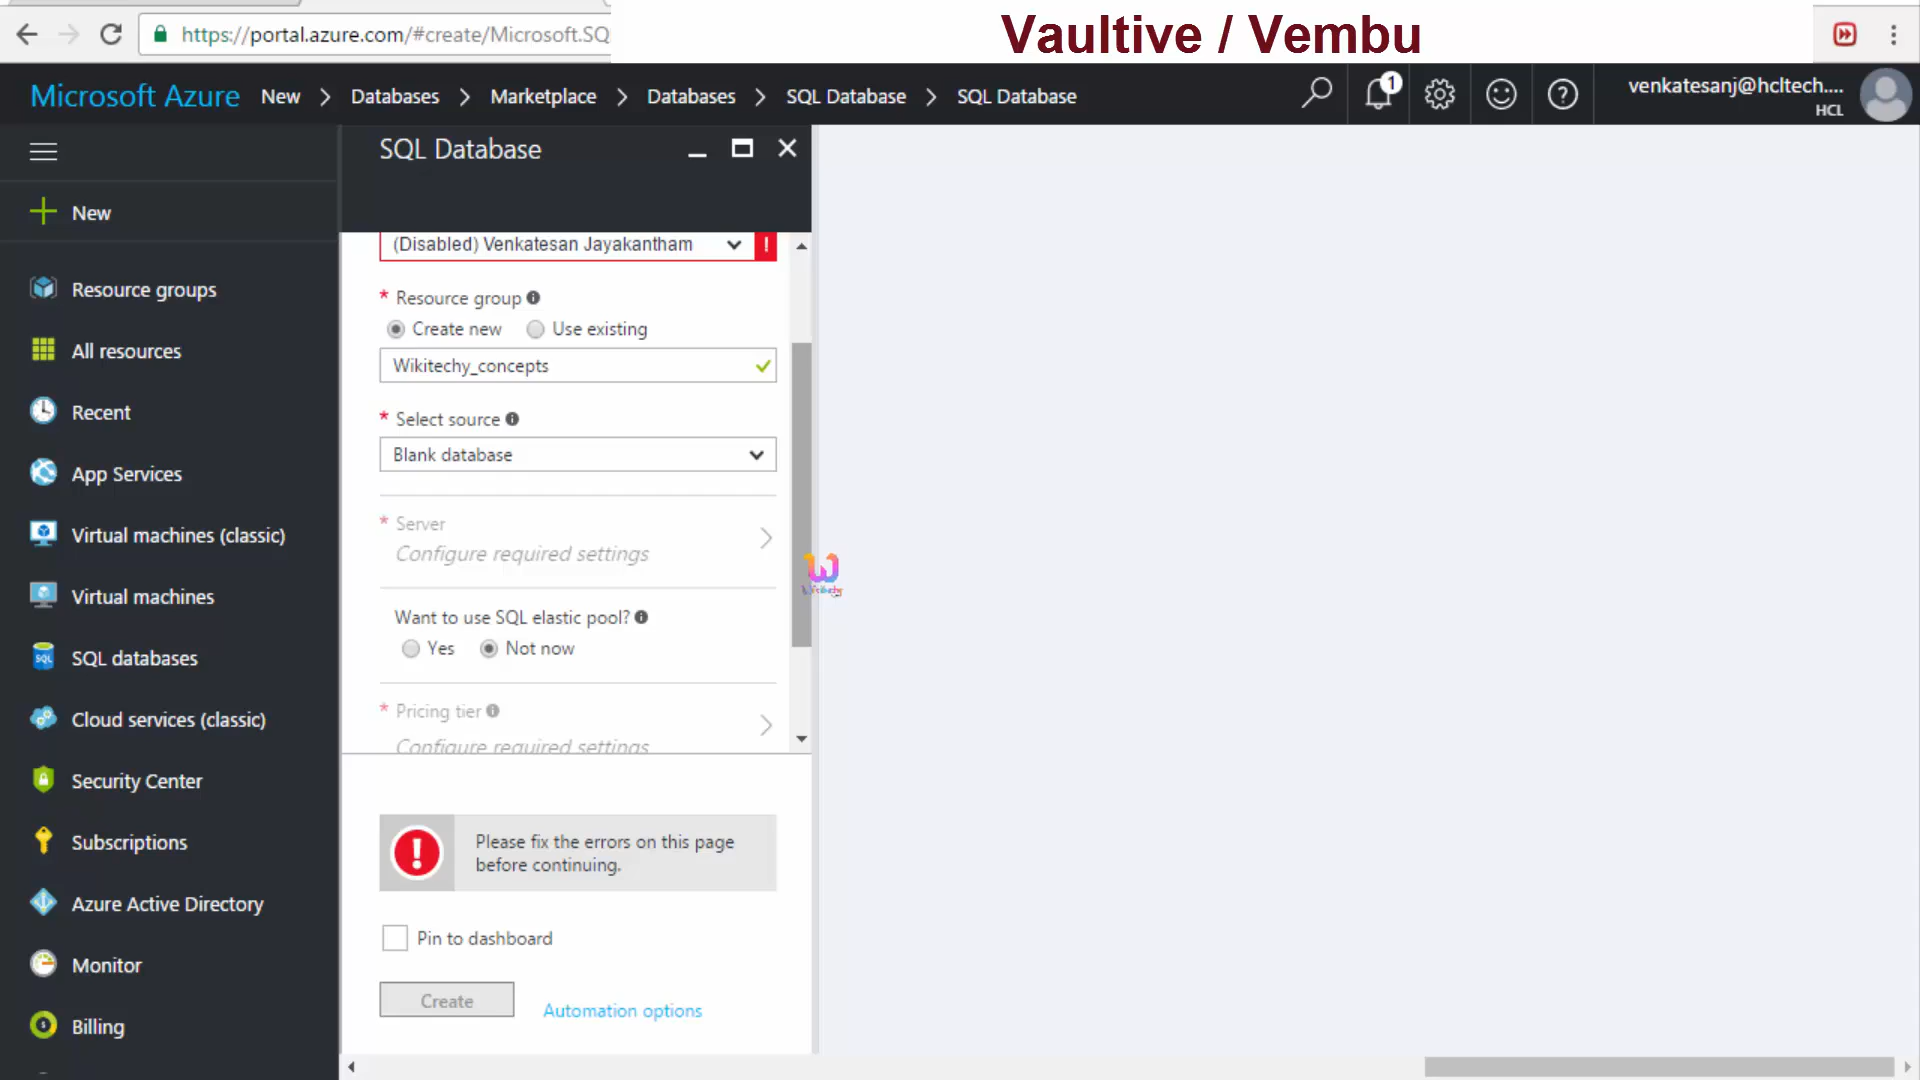 https://portal.azure.com/#create/Microsoft.SQ
Vaultive / Vembu
Microsoft Azure
New > Databases > Marketplace > Databases > SQL Database > SQL Database
1
venkatesanj@hcltech....
HCL
New
Resource groups
All resources
Recent
App Services
Virtual machines (classic)
Virtual machines
SQL
SQL databases
Cloud services (classic)
Security Center
Subscriptions
Azure Active Directory
Monitor
Billing
SQL Database
(Disabled) Venkatesan Jayakantham
* Resource group
Create new Use existing
Wikitechy_concepts
* Select source
Blank database
* Server
Configure required settings
Want to use SQL elastic pool?
Yes Not now
* Pricing tier
Configure required settings
Please fix the errors on this page
before continuing.
Pin to dashboard
Create
Automation options
Wikitechy